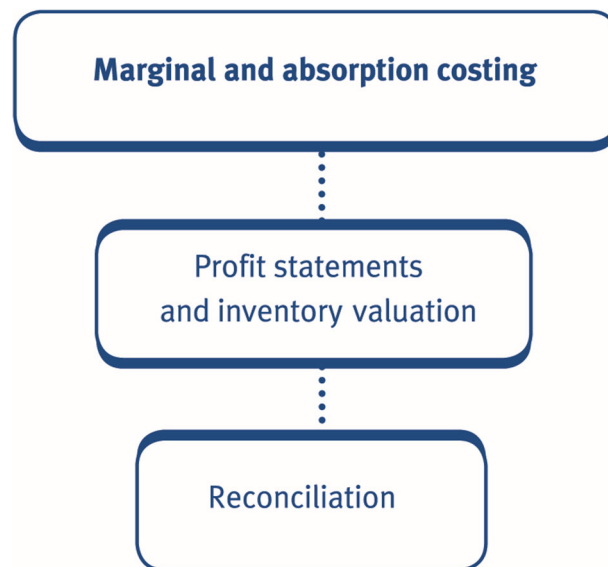 Marginal and absorption costing
Profit statements
and inventory valuation
Reconciliation